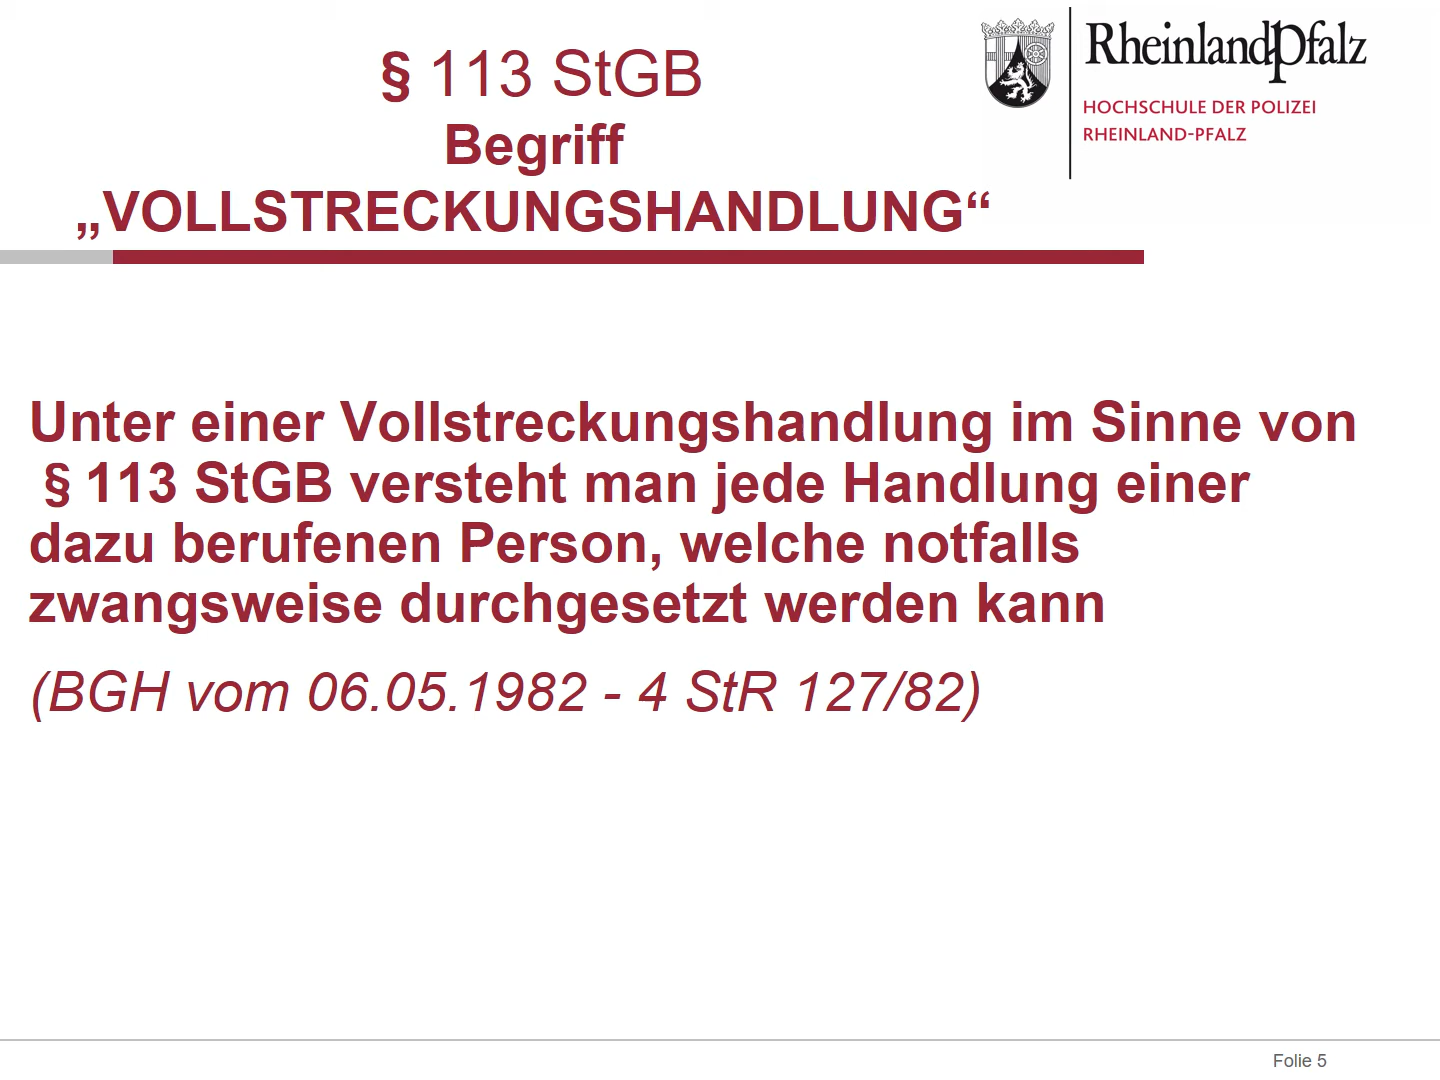 § 113 StGB
Begriff
„VOLLSTRECKUNGSHANDLUNG“
RheinlandPfalz
HOCHSCHULE DER POLIZEI
RHEINLAND-PFALZ
Unter einer Vollstreckungshandlung im Sinne von
§ 113 StGB versteht man jede Handlung einer
dazu berufenen Person, welche notfalls
zwangsweise durchgesetzt werden kann
(BGH vom 06.05.1982 - 4 StR 127/82)
Folie 5